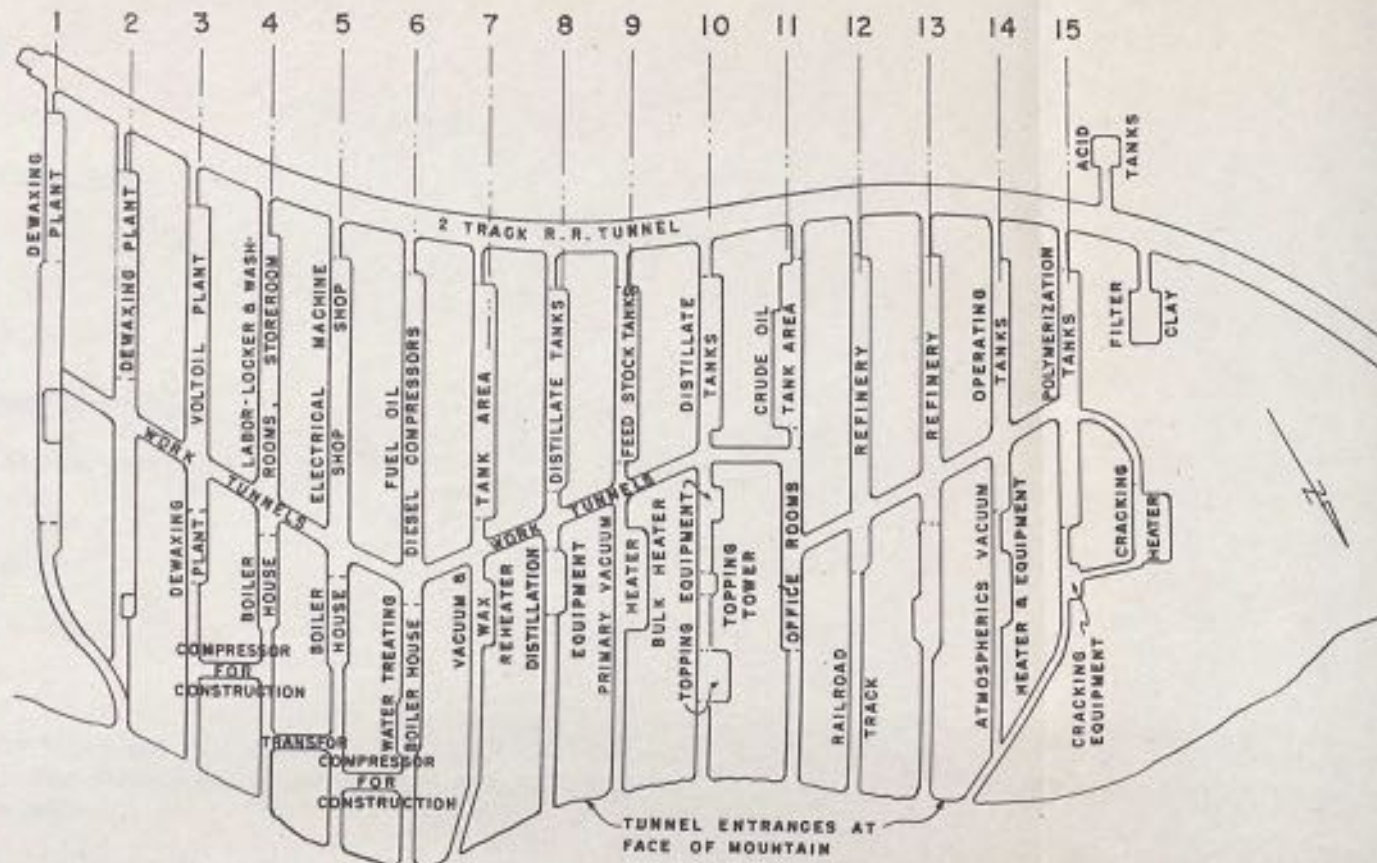 1 2 3 4 5 6 7 8 9 10 11 12 13 14 15
DEWAXING
PLANT
DEWAXING PLANT
VOLTOIL PLANT
LABOR-LOCKER & WASH-
ROOMS, STOREROOM
ELECTRICAL MACHINE
SHOP SHOP
FUEL OIL
DIESEL COMPRESSORS
TANK AREA
DISTILLATE TANKS
FEED STOCK TANKS
DISTILLATE
TANKS
CRUDE OIL
TANK AREA
REFINERY
REFINERY
OPERATING
TANKS
POLYMERIZATION
TANKS
ACID
TANKS
FILTER
CLAY
2 TRACK R.R. TUNNEL
WORK TUNNELS
WORK TUNNELS
DEWAXING
PLANT
BOILER
HOUSE
BOILER
HOUSE
WATER TREATING
BOILER HOUSE
VACUUM &
WAX
REHEATER
DISTILLATION
EQUIPMENT
PRIMARY VACUUM
HEATER
BULK HEATER
TOPPING EQUIPMENT
TOPPING
TOWER
OFFICE ROOMS
RAILROAD
TRACK
ATMOSPHERICS VACUUM
HEATER & EQUIPMENT
CRACKING
HEATER
CRACKING
EQUIPMENT
COMPRESSOR
FOR
CONSTRUCTION
TRANSFOR
COMPRESSOR
FOR
CONSTRUCTION
TUNNEL ENTRANCES AT
FACE OF MOUHTAIN
N